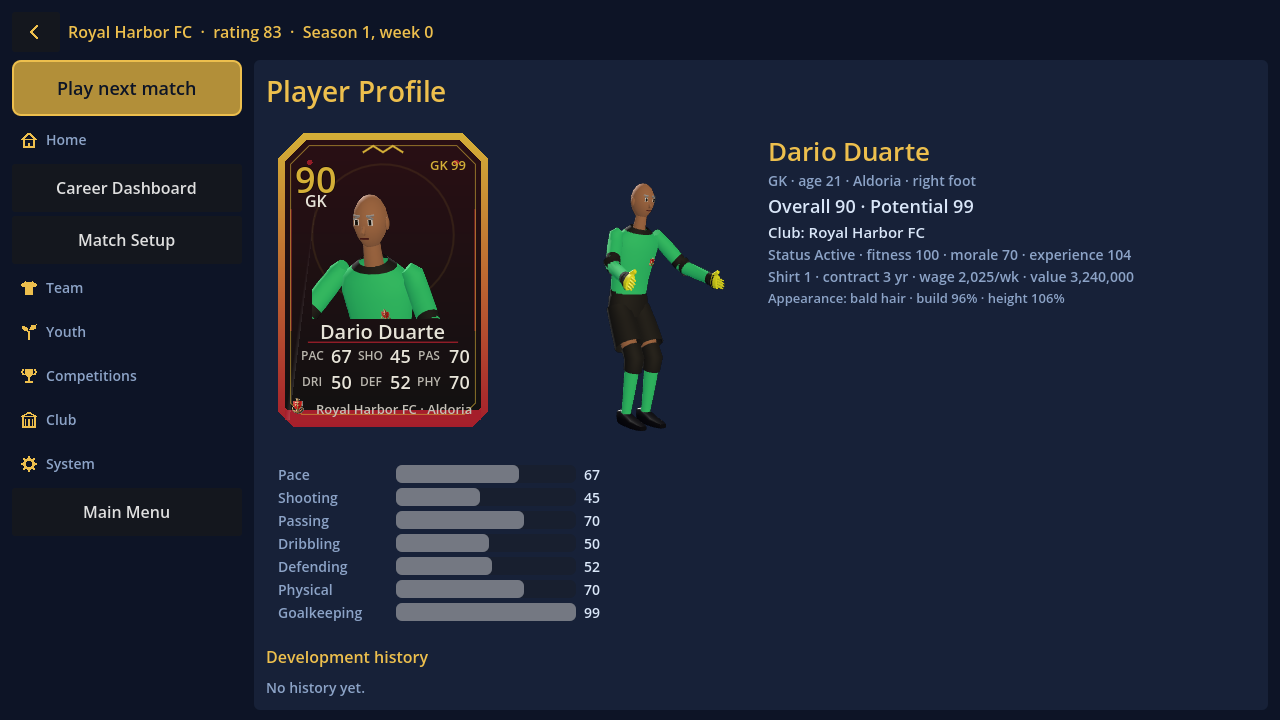 Royal Harbor FC · rating 83 · Season 1, week 0
Play next match
Home
Career Dashboard
Match Setup
Team
Youth
Competitions
Club
System
Main Menu
Player Profile
90
GK
GK 99
Dario Duarte
PAC 67 SHO 45 PAS 70
DRI 50 DEF 52 PHY 70
Royal Harbor FC · Aldoria
Dario Duarte
GK · age 21 · Aldoria · right foot
Overall 90 · Potential 99
Club: Royal Harbor FC
Status Active · fitness 100 · morale 70 · experience 104
Shirt 1 · contract 3 yr · wage 2,025/wk · value 3,240,000
Appearance: bald hair · build 96% · height 106%
Pace 67
Shooting 45
Passing 70
Dribbling 50
Defending 52
Physical 70
Goalkeeping 99
Development history
No history yet.